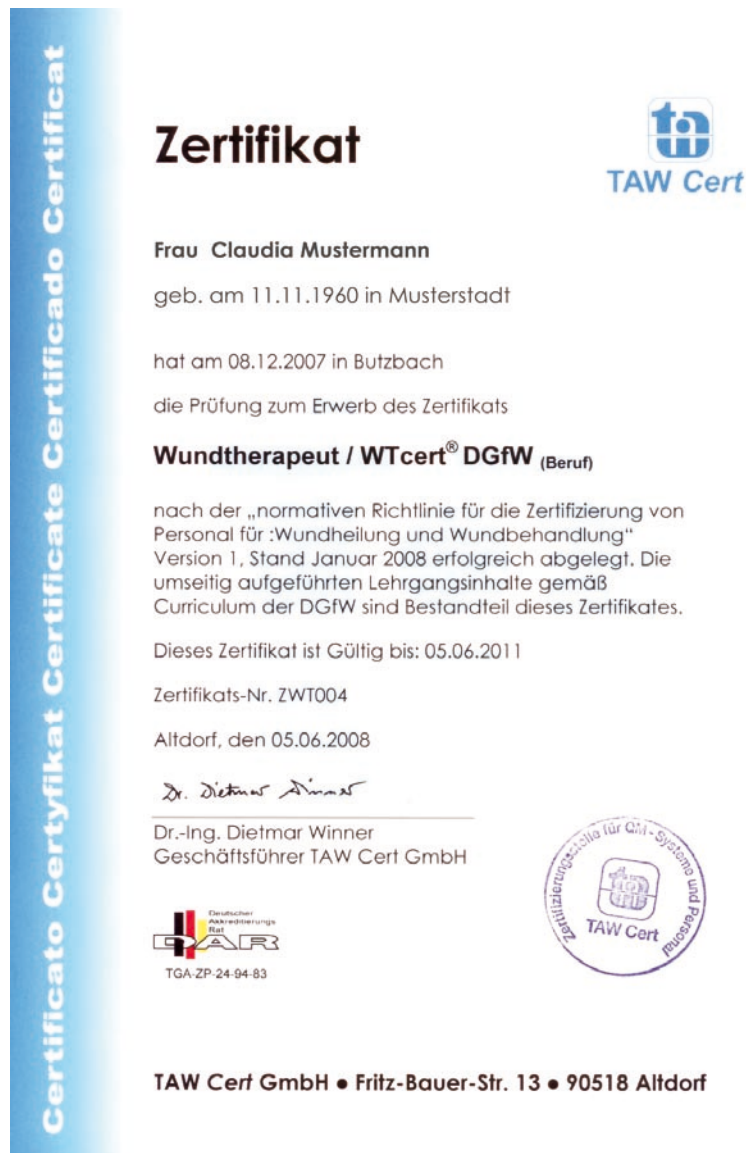 Certificato Certyfikat Certificate Certificado Certificat
Zertifikat
TAW Cert
Frau Claudia Mustermann
geb. am 11.11.1960 in Musterstadt
hat am 08.12.2007 in Butzbach
die Prüfung zum Erwerb des Zertifikats
Wundtherapeut / WTcert® DGfW (Beruf)
nach der „normativen Richtlinie für die Zertifizierung von
Personal für :Wundheilung und Wundbehandlung“
Version 1, Stand Januar 2008 erfolgreich abgelegt. Die
umseitig aufgeführten Lehrgangsinhalte gemäß
Curriculum der DGfW sind Bestandteil dieses Zertifikates.
Dieses Zertifikat ist Gültig bis: 05.06.2011
Zertifikats-Nr. ZWT004
Altdorf, den 05.06.2008
Dr. Dietmar Winner
Dr.-Ing. Dietmar Winner
Geschäftsführer TAW Cert GmbH
Zertifizierungsstelle für QM-Systeme und Personal
TAW Cert
Deutscher
Akkreditierungs
Rat
DAR
TGA-ZP-24-94-83
TAW Cert GmbH ● Fritz-Bauer-Str. 13 ● 90518 Altdorf